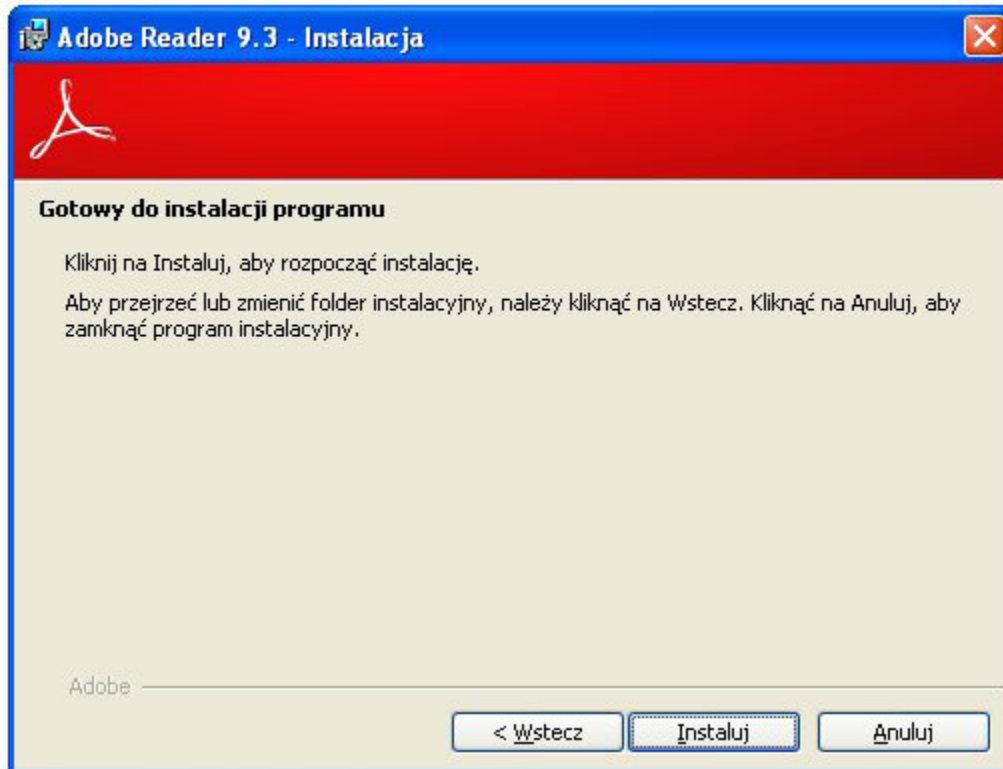 Adobe Reader 9.3 - Instalacja
Gotowy do instalacji programu
Kliknij na Instaluj, aby rozpocząć instalację.
Aby przejrzeć lub zmienić folder instalacyjny, należy kliknąć na Wstecz. Kliknąć na Anuluj, aby
zamknąć program instalacyjny.
Adobe
< Wstecz
Instaluj
Anuluj